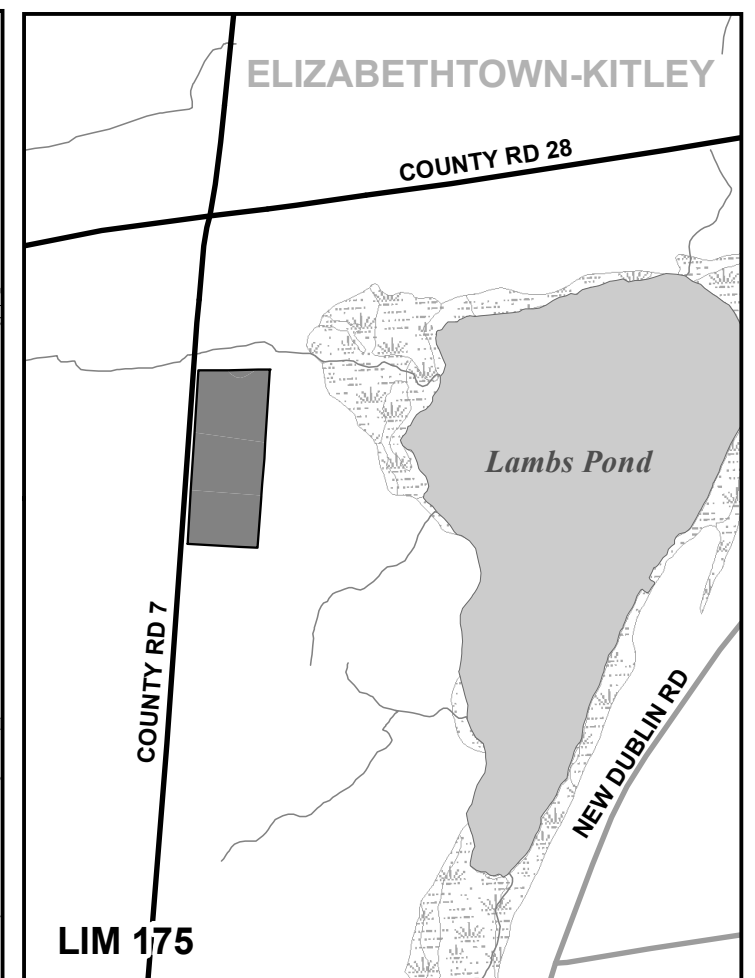 ELIZABETHTOWN-KITLEY
COUNTY RD 28
Lambs Pond
COUNTY RD 7
NEW DUBLIN RD
LIM 175